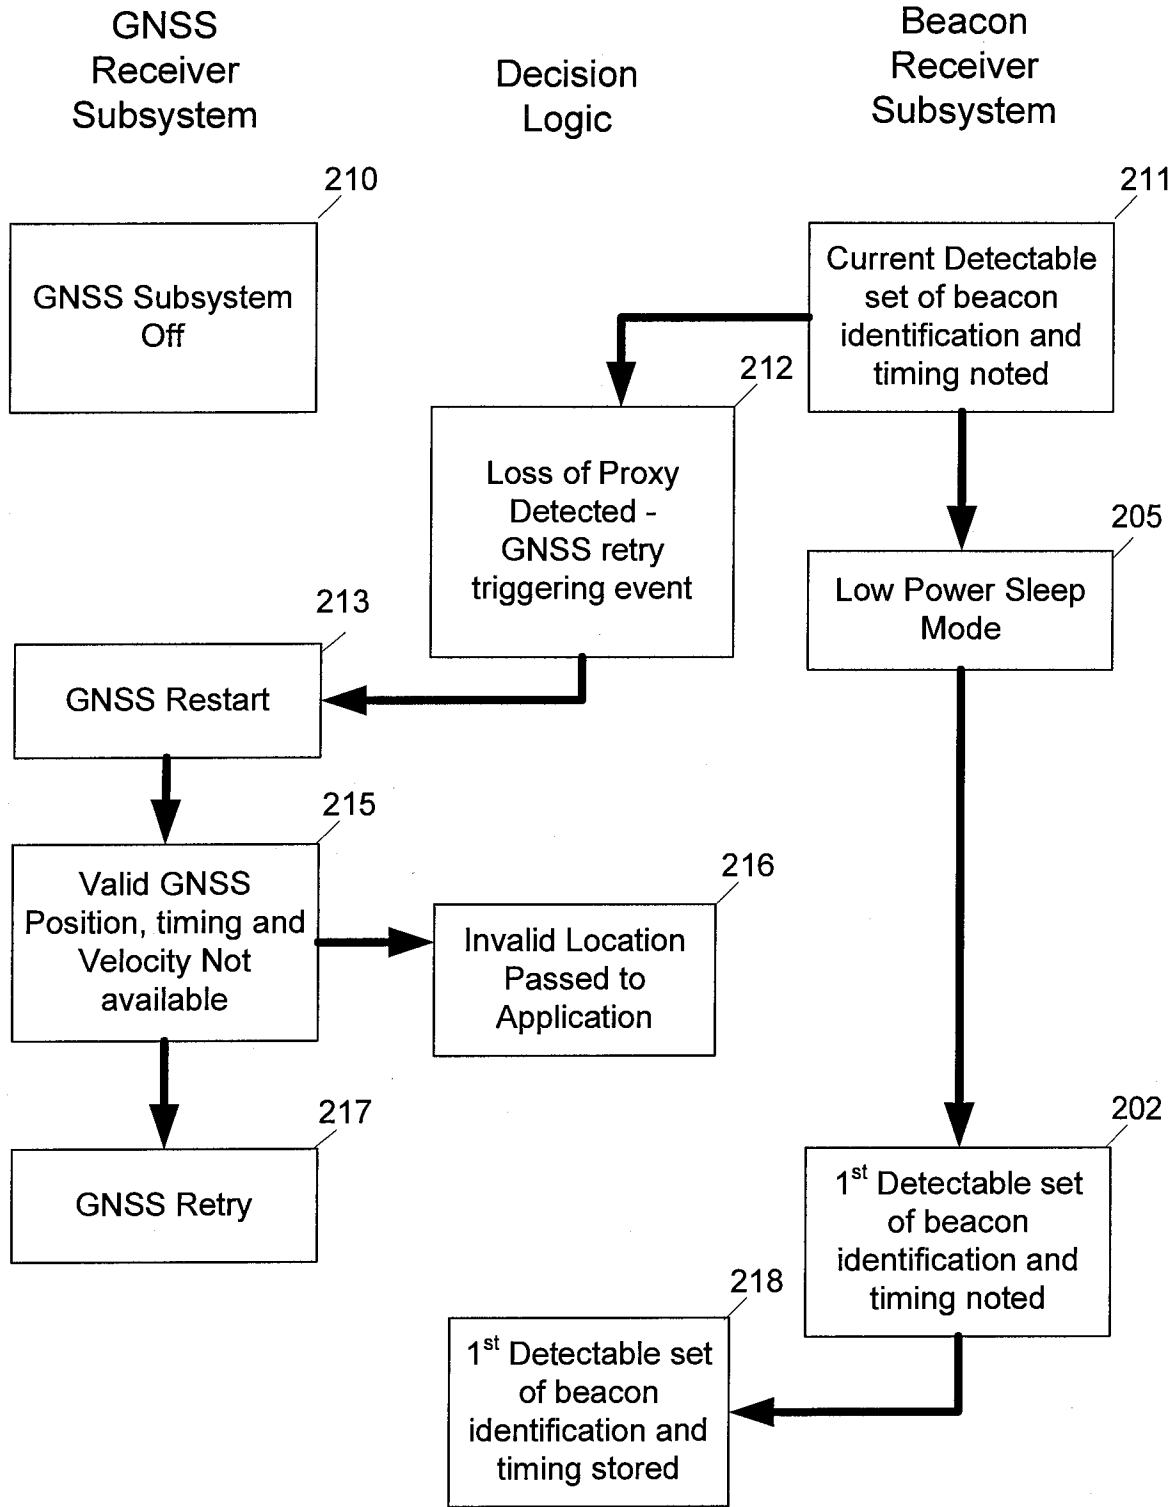 GNSS
Receiver
Subsystem
Decision
Logic
Beacon
Receiver
Subsystem
210
GNSS Subsystem
Off
211
Current Detectable
set of beacon
identification and
timing noted
212
Loss of Proxy
Detected -
GNSS retry
triggering event
205
Low Power Sleep
Mode
213
GNSS Restart
215
Valid GNSS
Position, timing and
Velocity Not
available
216
Invalid Location
Passed to
Application
217
GNSS Retry
202
1st Detectable set
of beacon
identification and
timing noted
218
1st Detectable set
of beacon
identification and
timing stored